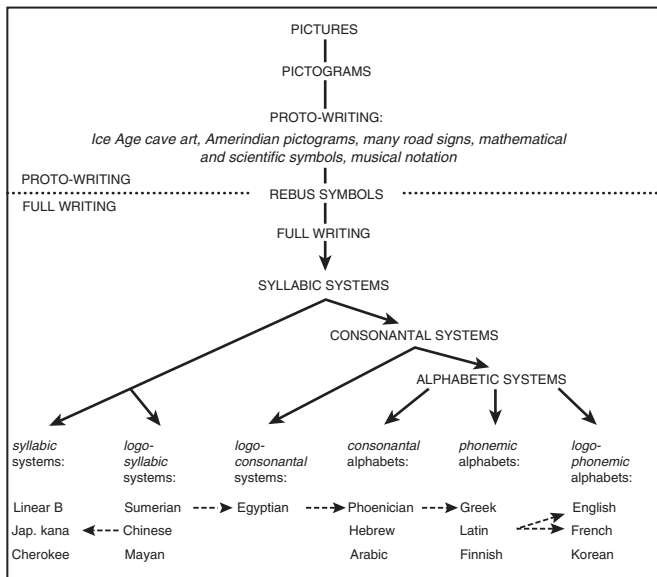 PICTURES
PICTOGRAMS
PROTO-WRITING:
Ice Age cave art, Amerindian pictograms, many road signs, mathematical
and scientific symbols, musical notation
PROTO-WRITING
REBUS SYMBOLS
FULL WRITING
FULL WRITING
SYLLABIC SYSTEMS
CONSONANTAL SYSTEMS
ALPHABETIC SYSTEMS
syllabic
systems:
logo-
syllabic
systems:
logo-
consonantal
systems:
consonantal
alphabets:
phonemic
alphabets:
logo-
phonemic
alphabets:
Linear B Sumerian Egyptian Phoenician Greek English
Jap. kana Chinese Hebrew Latin French
Cherokee Mayan Arabic Finnish Korean